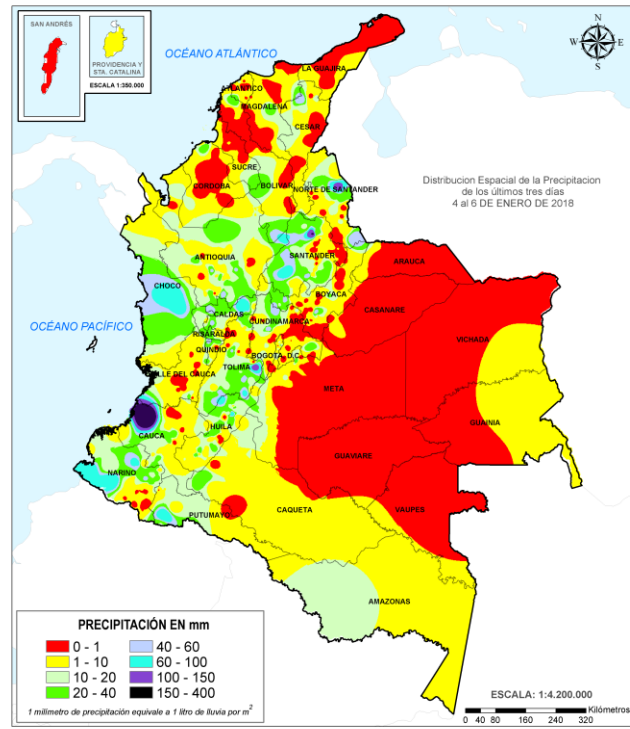 SAN ANDRÉS
PROVIDENCIA Y
STA. CATALINA
ESCALA 1:350.000
OCÉANO ATLÁNTICO
N
W E
S
LA GUAJIRA
ATLANTICO
MAGDALENA
CESAR
SUCRE
CORDOBA
BOLIVAR
NORTE DE SANTANDER
Distribucion Espacial de la Precipitacion
de los últimos tres días
4 al 6 DE ENERO DE 2018
ANTIOQUIA
SANTANDER
ARAUCA
CHOCO
BOYACA
CASANARE
CALDAS
CUNDINAMARCA
OCÉANO PACÍFICO
RISARALDA
VICHADA
QUINDIO
BOGOTA, D.C.
TOLIMA
VALLE DEL CAUCA
META
GUAINIA
CAUCA
HUILA
GUAVIARE
NARIÑO
CAQUETA
VAUPES
PUTUMAYO
AMAZONAS
PRECIPITACIÓN EN mm
0 - 1 40 - 60
1 - 10 60 - 100
10 - 20 100 - 150
20 - 40 150 - 400
1 milímetro de precipitación equivale a 1 litro de lluvia por m²
ESCALA: 1:4.200.000
Kilómetros
0 40 80 160 240 320